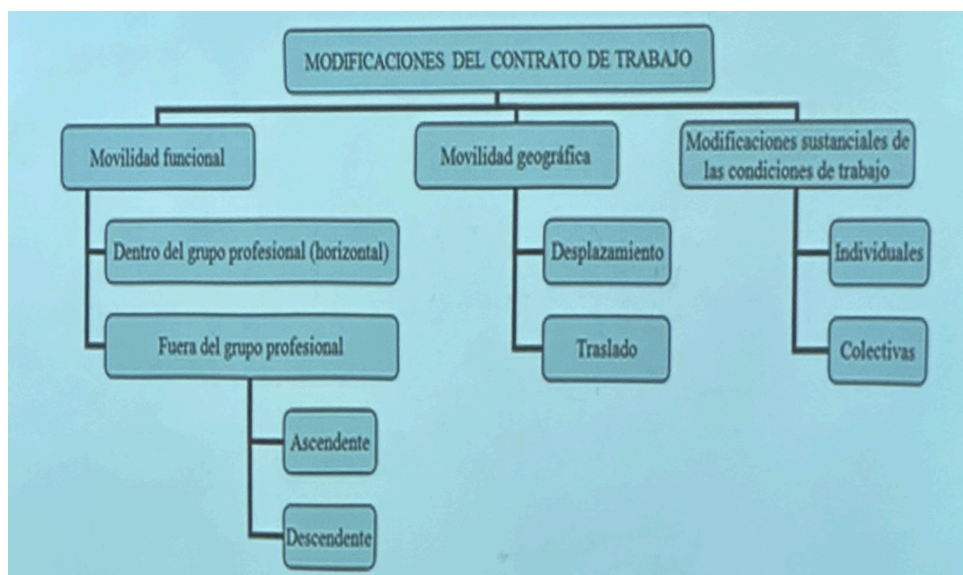 MODIFICACIONES DEL CONTRATO DE TRABAJO
Movilidad funcional
Movilidad geográfica
Modificaciones sustanciales de
las condiciones de trabajo
Dentro del grupo profesional (horizontal)
Desplazamiento
Individuales
Fuera del grupo profesional
Traslado
Colectivas
Ascendente
Descendente